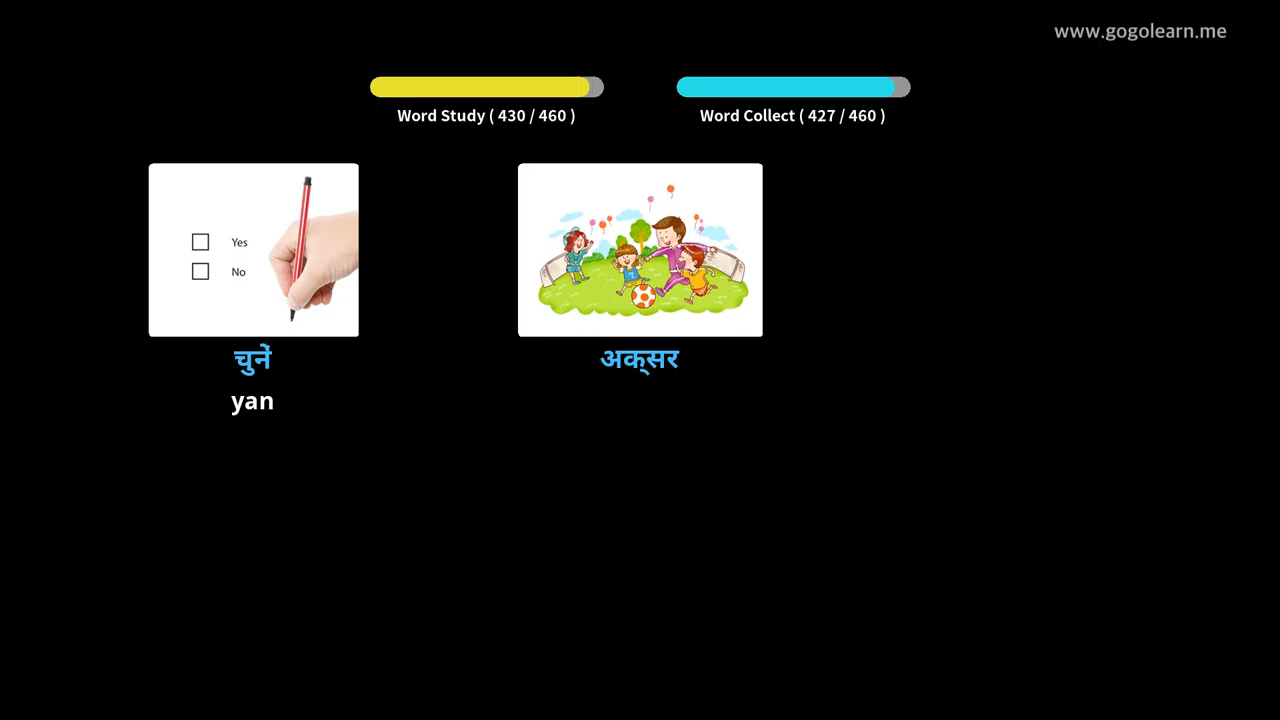 www.gogolearn.me
Word Study ( 430 / 460 )
Word Collect ( 427 / 460 )
Yes
No
चुनें
अक्सर
yan